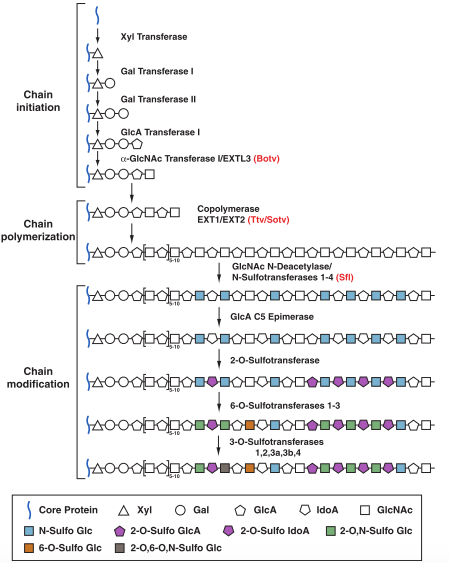 Xyl Transferase
Gal Transferase I
Chain
initiation
Gal Transferase II
GlcA Transferase I
α-GlcNAc Transferase I/EXTL3 (Botv)
Chain
polymerization
Copolymerase
EXT1/EXT2 (Ttv/Sotv)
5-10
GlcNAc N-Deacetylase/
N-Sulfotransferases 1-4 (Sfl)
5-10
GlcA C5 Epimerase
5-10
2-O-Sulfotransferase
Chain
modification
5-10
6-O-Sulfotransferases 1-3
5-10
3-O-Sulfotransferases
1,2,3a,3b,4
5-10
Core Protein Xyl Gal GlcA IdoA GlcNAc
N-Sulfo Glc 2-O-Sulfo GlcA 2-O-Sulfo IdoA 2-O,N-Sulfo Glc
6-O-Sulfo Glc 2-O,6-O,N-Sulfo Glc